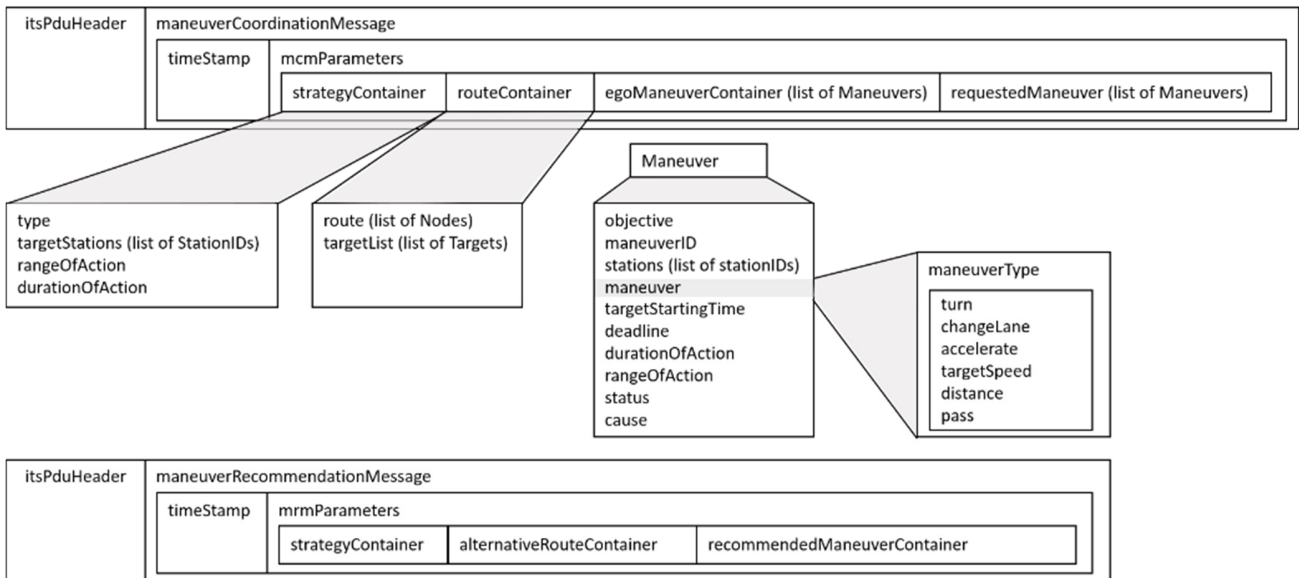 itsPduHeader
maneuverCoordinationMessage
timeStamp
mcmParameters
strategyContainer
routeContainer
egoManeuverContainer (list of Maneuvers)
requestedManeuver (list of Maneuvers)
Maneuver
type
targetStations (list of StationIDs)
rangeOfAction
durationOfAction
route (list of Nodes)
targetList (list of Targets)
objective
maneuverID
stations (list of stationIDs)
maneuver
targetStartingTime
deadline
durationOfAction
rangeOfAction
status
cause
maneuverType
turn
changeLane
accelerate
targetSpeed
distance
pass
itsPduHeader
maneuverRecommendationMessage
timeStamp
mrmParameters
strategyContainer
alternativeRouteContainer
recommendedManeuverContainer